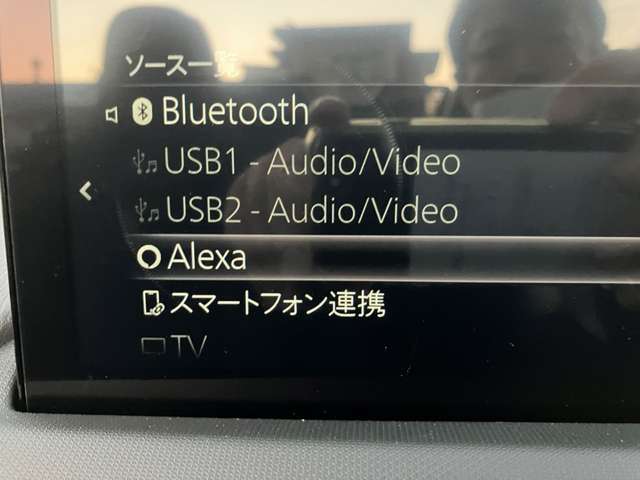 ソース一覧
Bluetooth
USB1 - Audio/Video
USB2 - Audio/Video
Alexa
スマートフォン連携
TV